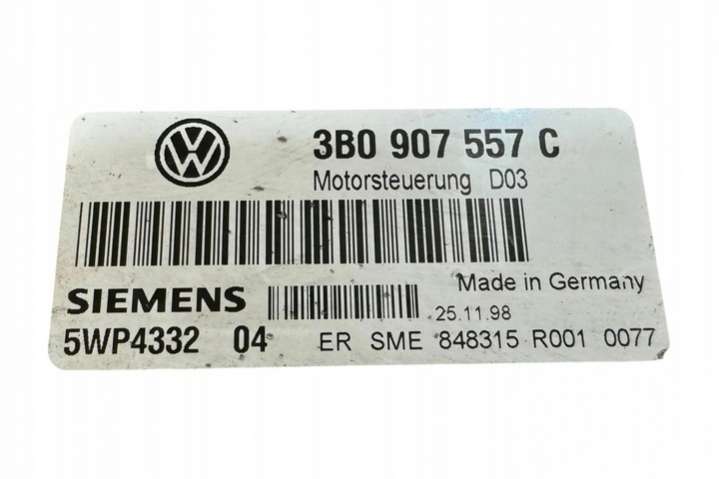 3B0 907 557 C
Motorsteuerung D03
Made in Germany
SIEMENS 25.11.98
5WP4332 04 ER SME 848315 R001 0077